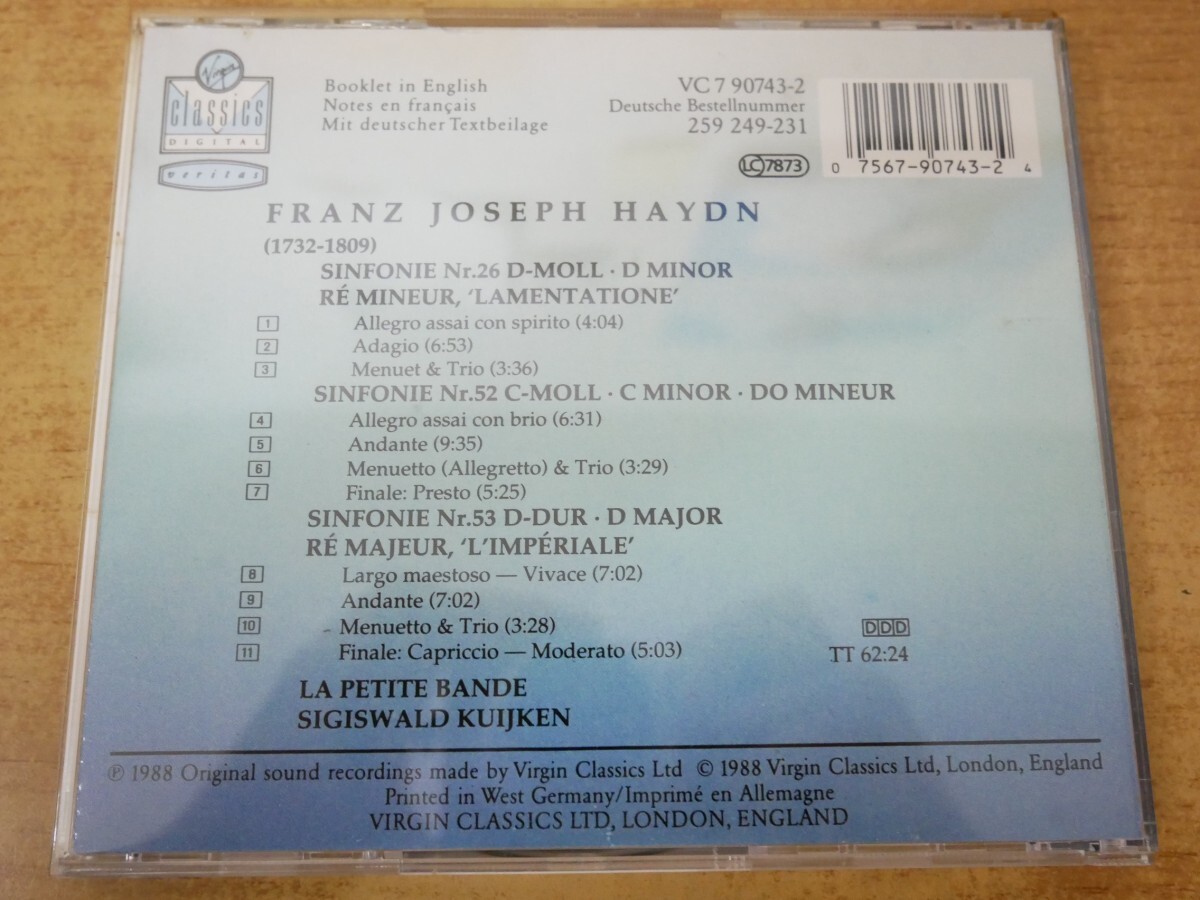 Virgin
classics
DIGITAL
veritas
Booklet in English
Notes en français
Mit deutscher Textbeilage
VC 7 90743-2
Deutsche Bestellnummer
259 249-231
LC 7873
0 7567-90743-2 4
FRANZ JOSEPH HAYDN
(1732-1809)
SINFONIE Nr.26 D-MOLL · D MINOR
RÉ MINEUR, ‘LAMENTATIONE’
1 Allegro assai con spirito (4:04)
2 Adagio (6:53)
3 Menuet & Trio (3:36)
SINFONIE Nr.52 C-MOLL · C MINOR · DO MINEUR
4 Allegro assai con brio (6:31)
5 Andante (9:35)
6 Menuetto (Allegretto) & Trio (3:29)
7 Finale: Presto (5:25)
SINFONIE Nr.53 D-DUR · D MAJOR
RÉ MAJEUR, ‘L’IMPÉRIALE’
8 Largo maestoso — Vivace (7:02)
9 Andante (7:02)
10 Menuetto & Trio (3:28)
11 Finale: Capriccio — Moderato (5:03)
DDD
TT 62:24
LA PETITE BANDE
SIGISWALD KUIJKEN
℗ 1988 Original sound recordings made by Virgin Classics Ltd © 1988 Virgin Classics Ltd, London, England
Printed in West Germany/Imprimé en Allemagne
VIRGIN CLASSICS LTD, LONDON, ENGLAND